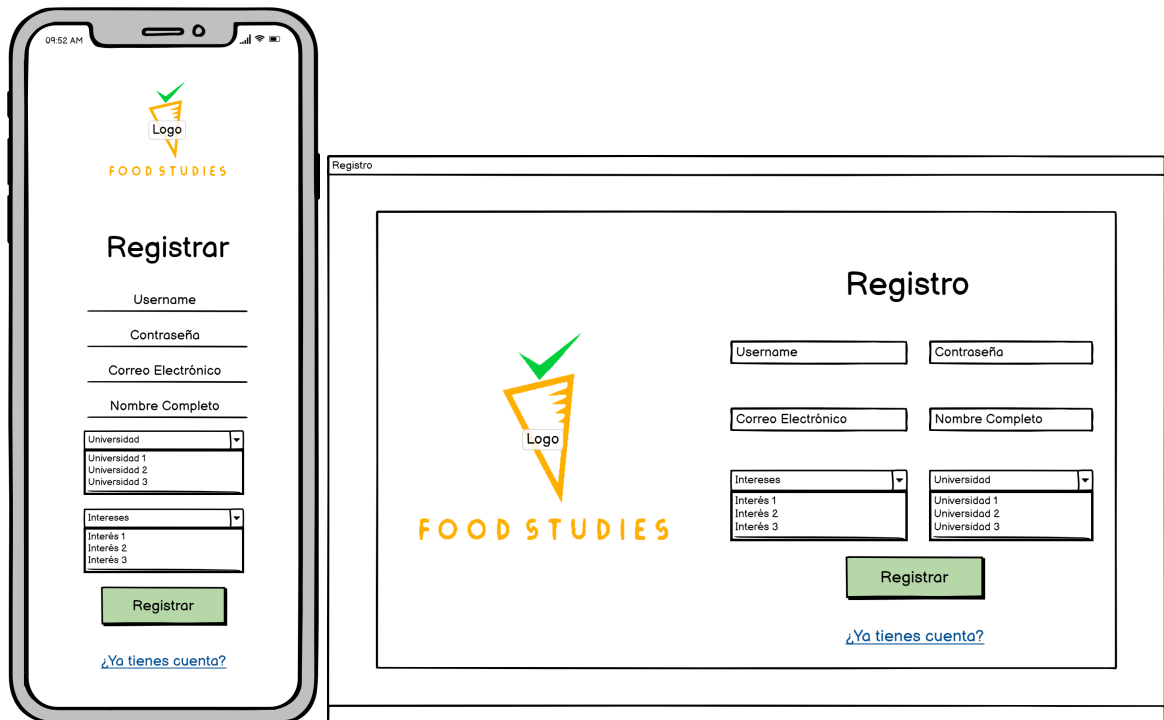 09:52 AM
Logo
FOOD STUDIES
Registrar
Username
Contraseña
Correo Electrónico
Nombre Completo
Universidad
Universidad 1
Universidad 2
Universidad 3
Intereses
Interés 1
Interés 2
Interés 3
Registrar
¿Ya tienes cuenta?
Registro
Logo
FOOD STUDIES
Registro
Username
Contraseña
Correo Electrónico
Nombre Completo
Intereses
Interés 1
Interés 2
Interés 3
Universidad
Universidad 1
Universidad 2
Universidad 3
Registrar
¿Ya tienes cuenta?